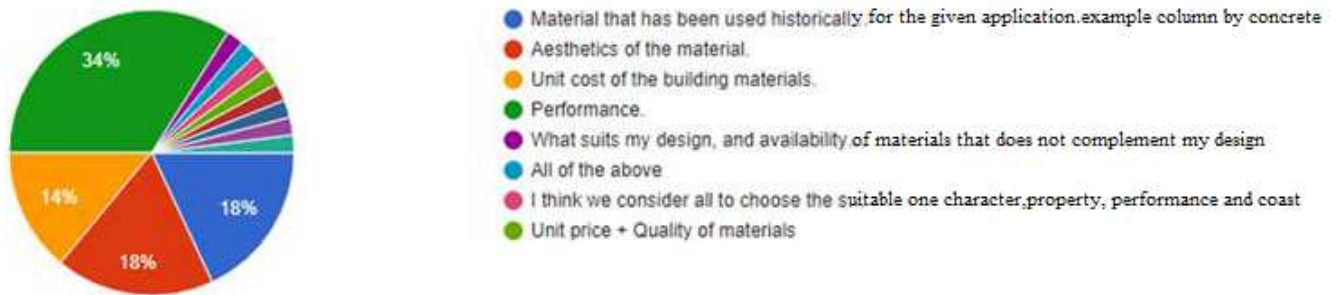 34%
14%
18%
18%
Material that has been used historically for the given application.example column by concrete
Aesthetics of the material.
Unit cost of the building materials.
Performance.
What suits my design, and availability of materials that does not complement my design
All of the above
I think we consider all to choose the suitable one character,property, performance and coast
Unit price + Quality of materials